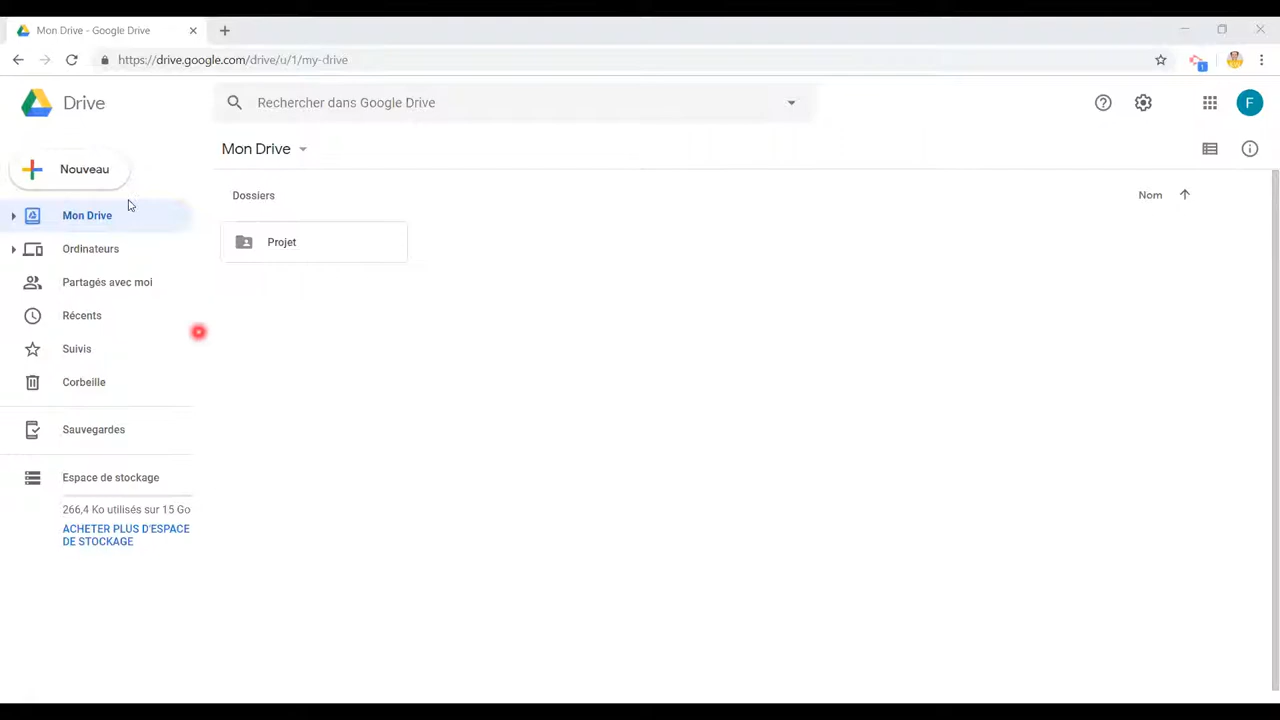 Mon Drive - Google Drive
https://drive.google.com/drive/u/1/my-drive
1
Drive
Rechercher dans Google Drive
F
Nouveau
Mon Drive
Mon Drive
Ordinateurs
Partagés avec moi
Récents
Suivis
Corbeille
Sauvegardes
Espace de stockage
266,4 Ko utilisés sur 15 Go
ACHETER PLUS D'ESPACE
DE STOCKAGE
Dossiers
Nom
Projet